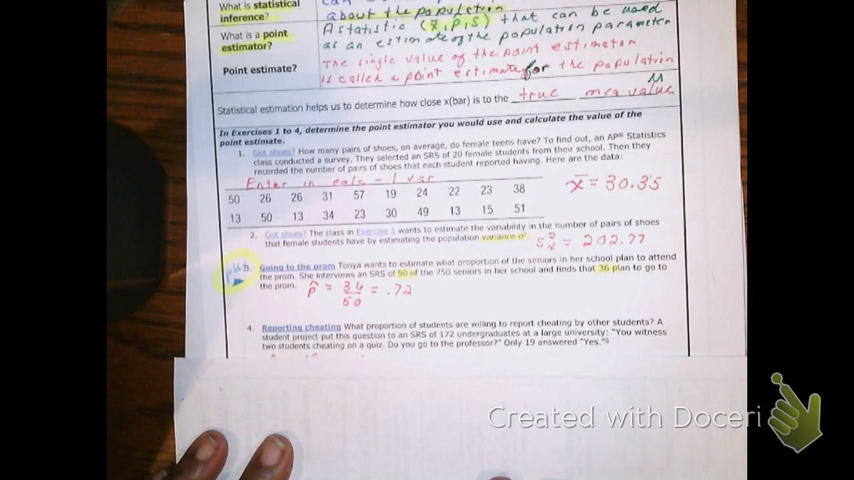 What is statistical
inference?
about the population
What is a point
estimator?
A statistic (x̄, p, s) that can be used
as an estimate of the population parameter
Point estimate?
The single value of the point estimator
is called a point estimate for the population
μ
Statistical estimation helps us to determine how close x(bar) is to the true mea value
In Exercises 1 to 4, determine the point estimator you would use and calculate the value of the
point estimate.
1. Got shoes? How many pairs of shoes, on average, do female teens have? To find out, an AP® Statistics
class conducted a survey. They selected an SRS of 20 female students from their school. Then they
recorded the number of pairs of shoes that each student reported having. Here are the data:
Enter in calc - 1 var
50 26 26 31 57 19 24 22 23 38
x̄ = 30.35
13 50 13 34 23 30 49 13 15 51
2. Got shoes? The class in Exercise 1 wants to estimate the variability in the number of pairs of shoes
that female students have by estimating the population variance σ². s²x = 202.77
Going to the prom Tonya wants to estimate what proportion of the seniors in her school plan to attend
the prom. She interviews an SRS of 50 of the 750 seniors in her school and finds that 36 plan to go to
the prom. p̂ = 36/50 = .72
4. Reporting cheating What proportion of students are willing to report cheating by other students? A
student project put this question to an SRS of 172 undergraduates at a large university: "You witness
two students cheating on a quiz. Do you go to the professor?" Only 19 answered "Yes."³
Created with Doceri